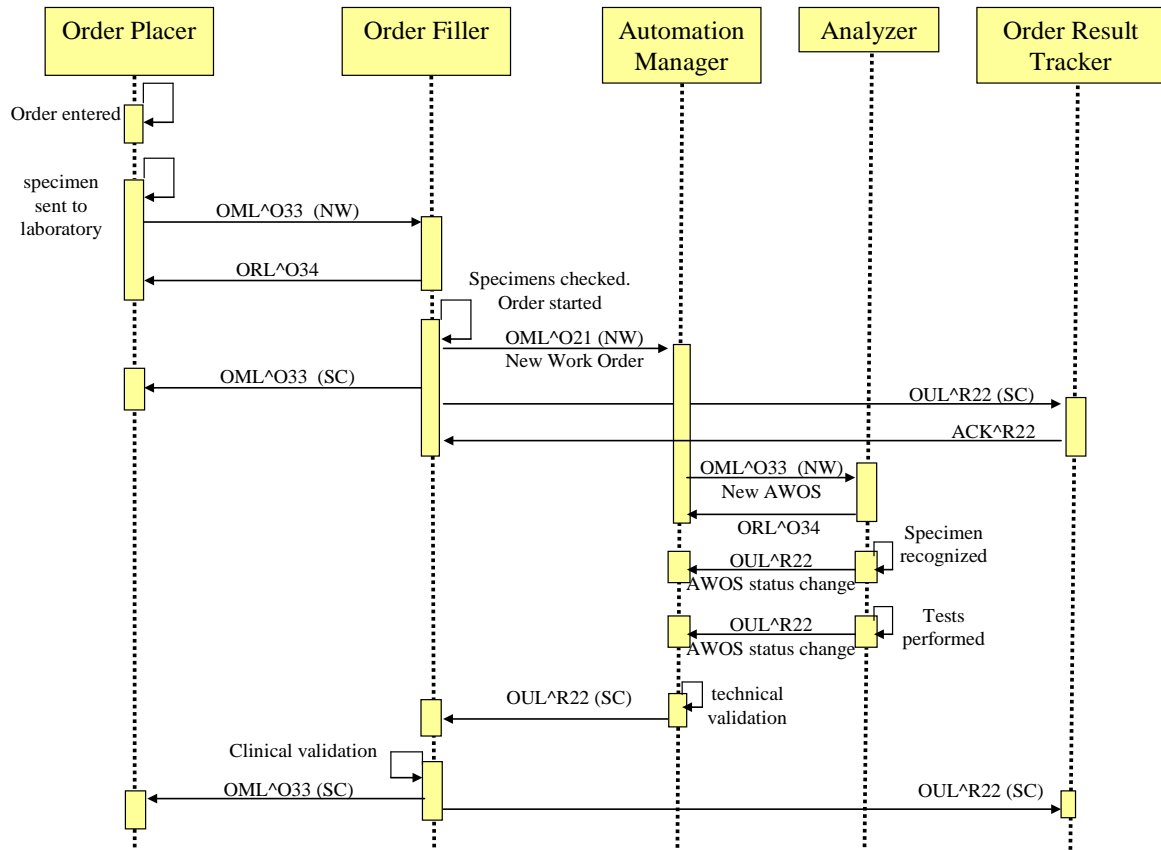 Order Placer
Order Filler
Automation
Manager
Analyzer
Order Result
Tracker
Order entered
specimen
sent to
laboratory
OML^O33 (NW)
ORL^O34
Specimens checked.
Order started
OML^O21 (NW)
New Work Order
OML^O33 (SC)
OUL^R22 (SC)
ACK^R22
OML^O33 (NW)
New AWOS
ORL^O34
Specimen
recognized
OUL^R22
AWOS status change
Tests
performed
OUL^R22
AWOS status change
technical
validation
OUL^R22 (SC)
Clinical validation
OML^O33 (SC)
OUL^R22 (SC)